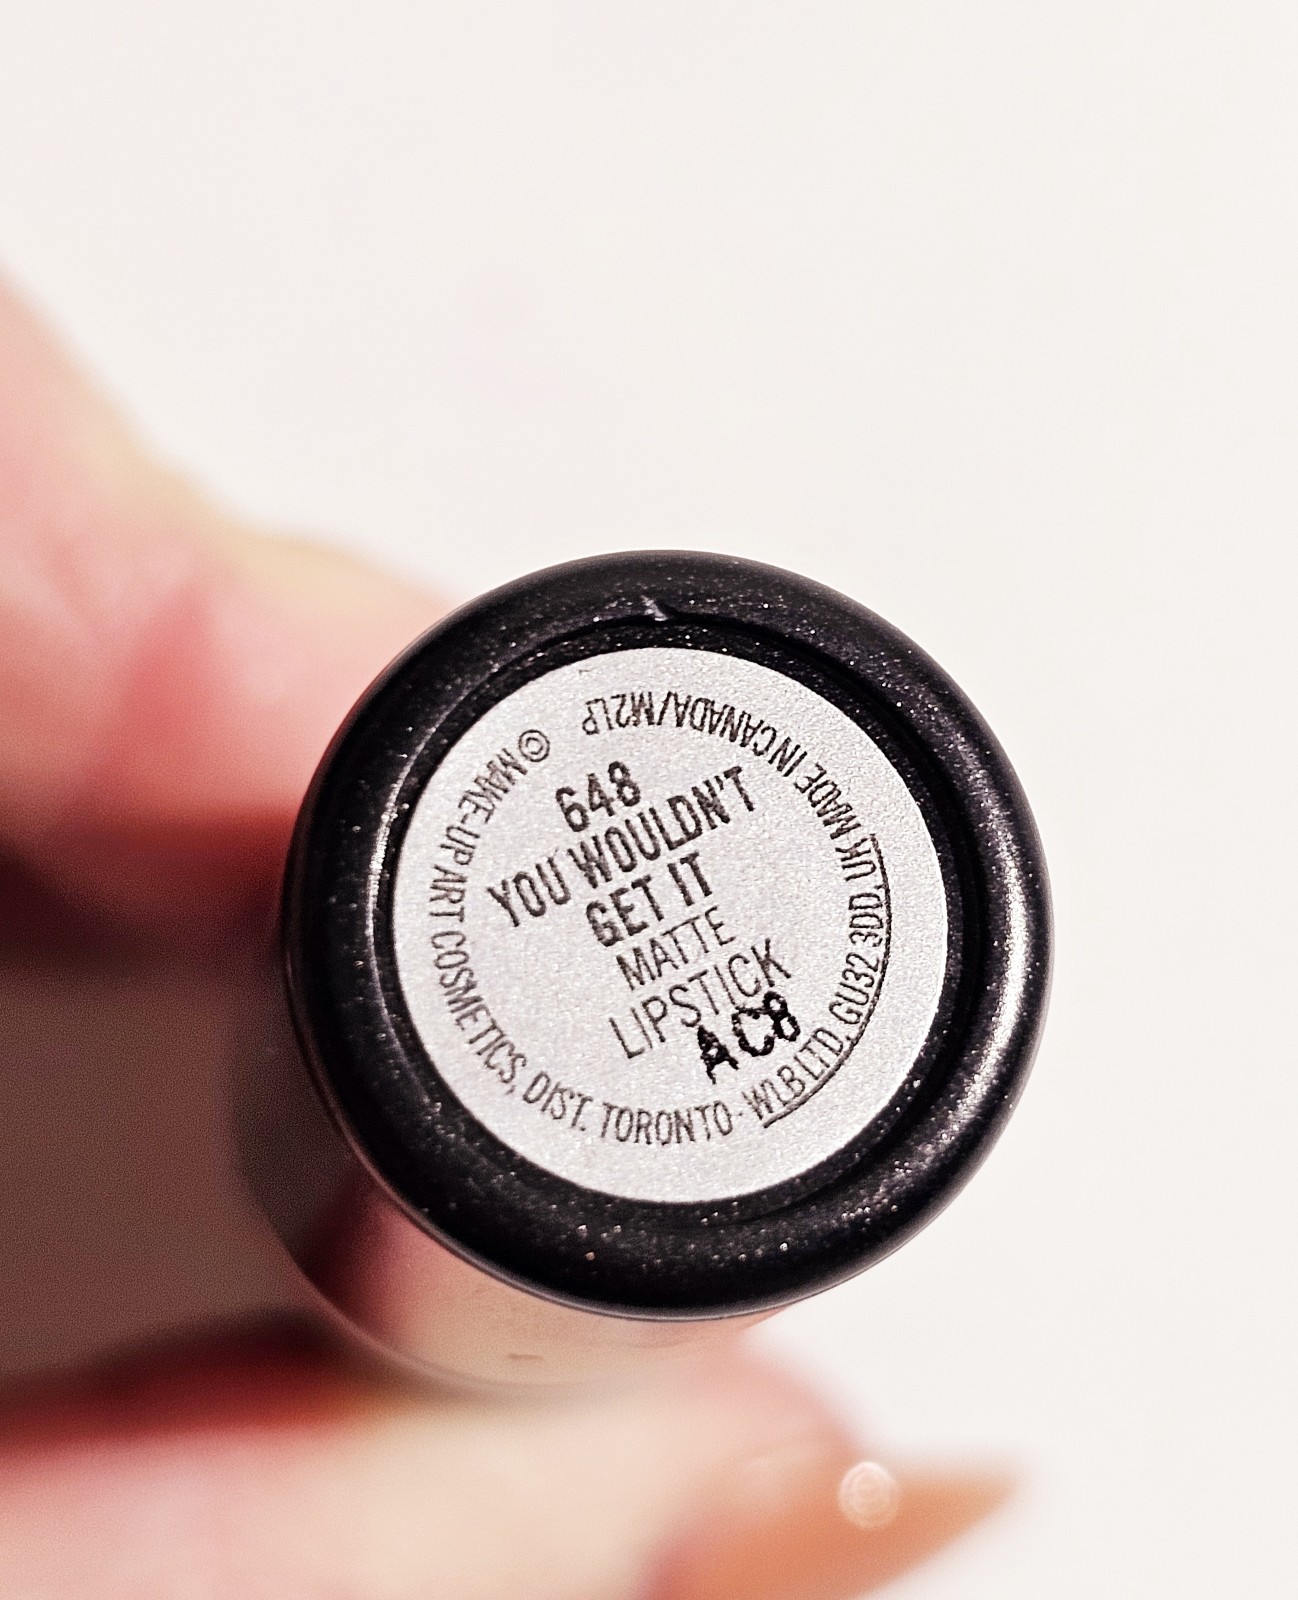 648
YOU WOULDN'T
GET IT
MATTE
LIPSTICK
AC8
© MAKE-UP ART COSMETICS, DIST. TORONTO · WLB LTD, GU32 3DD, UK MADE IN CANADA/M2LP